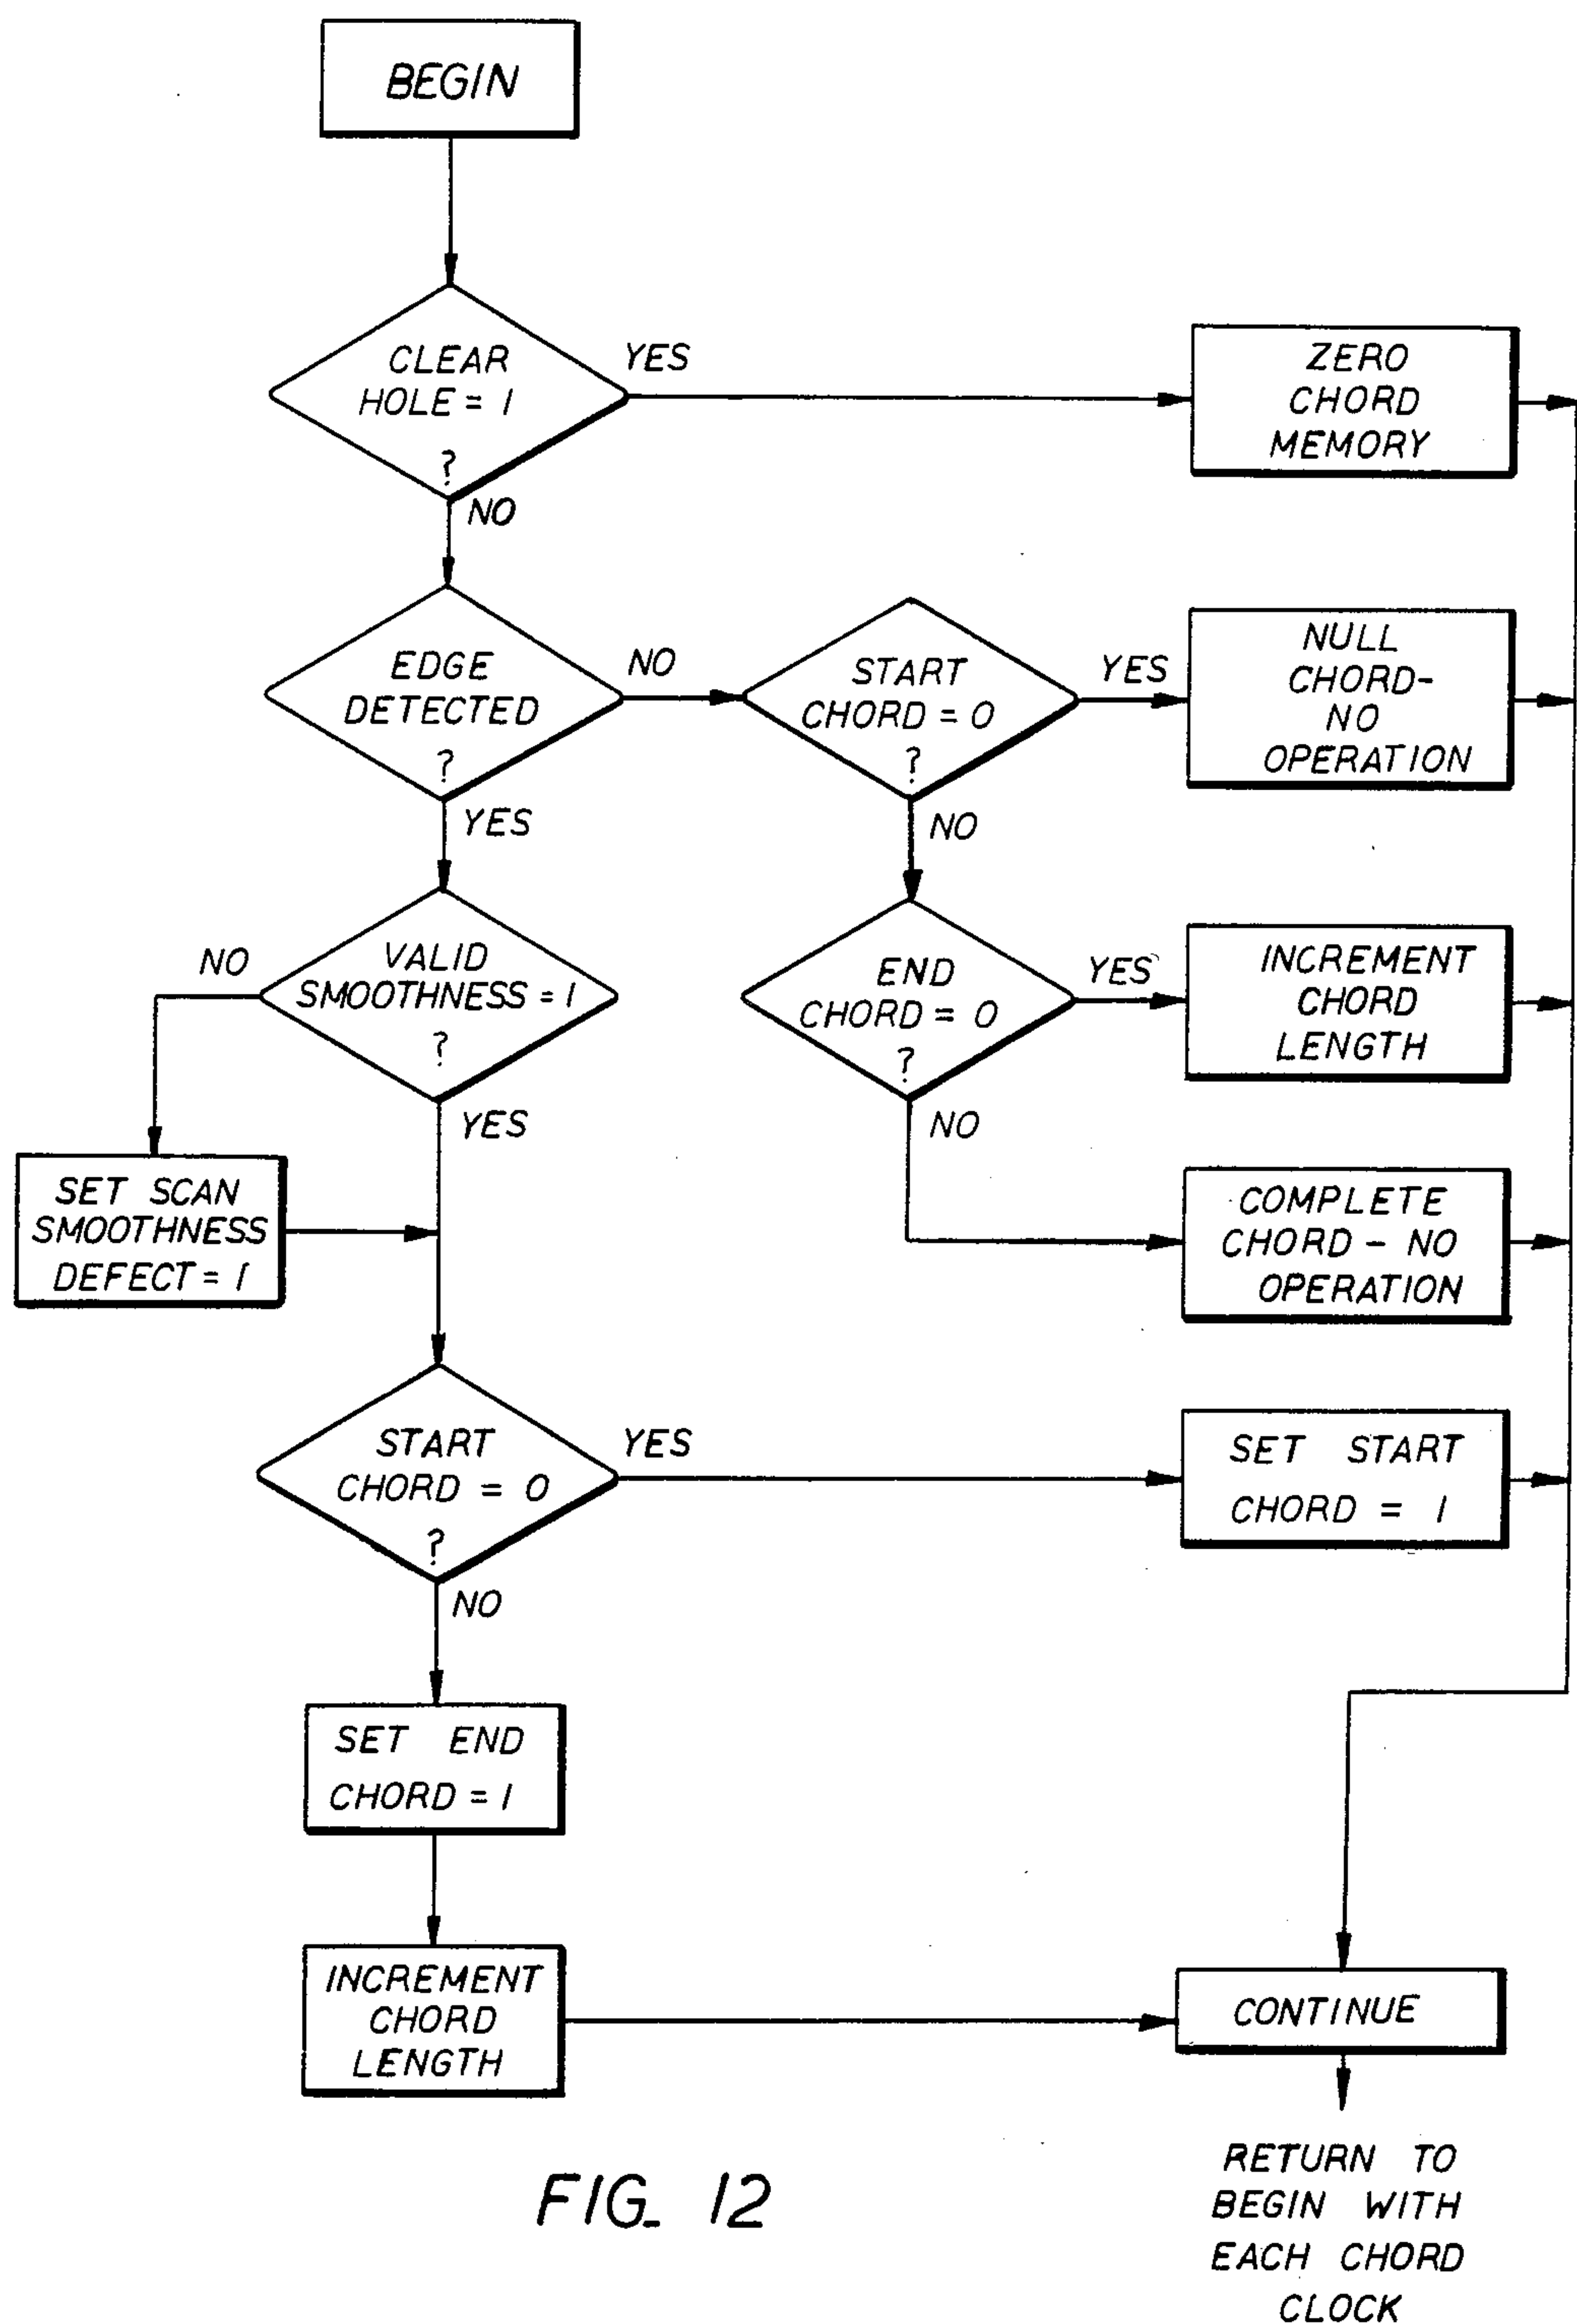 BEGIN
CLEAR
HOLE = 1
?
YES
NO
ZERO
CHORD
MEMORY
EDGE
DETECTED
?
NO
YES
START
CHORD = 0
?
YES
NO
NULL
CHORD-
NO
OPERATION
VALID
SMOOTHNESS = 1
?
NO
YES
END
CHORD = 0
?
YES
NO
INCREMENT
CHORD
LENGTH
SET SCAN
SMOOTHNESS
DEFECT = 1
COMPLETE
CHORD - NO
OPERATION
START
CHORD = 0
?
YES
NO
SET START
CHORD = 1
SET END
CHORD = 1
INCREMENT
CHORD
LENGTH
CONTINUE
RETURN TO
BEGIN WITH
EACH CHORD
CLOCK
FIG. 12